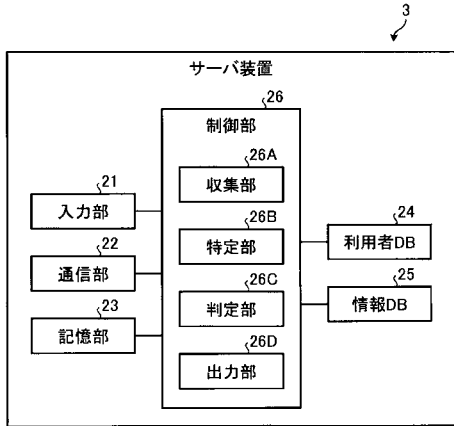 3
サーバ装置
26
制御部
26A
収集部
26B
特定部
26C
判定部
26D
出力部
21
入力部
22
通信部
23
記憶部
24
利用者DB
25
情報DB